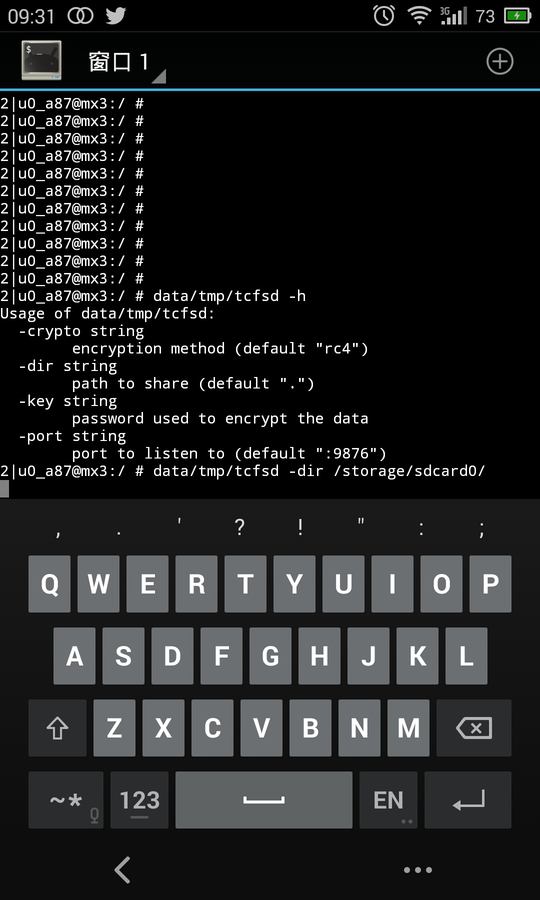 09:31
3G
73
$
窗口 1
2|u0_a87@mx3:/ #
2|u0_a87@mx3:/ #
2|u0_a87@mx3:/ #
2|u0_a87@mx3:/ #
2|u0_a87@mx3:/ #
2|u0_a87@mx3:/ #
2|u0_a87@mx3:/ #
2|u0_a87@mx3:/ #
2|u0_a87@mx3:/ #
2|u0_a87@mx3:/ #
2|u0_a87@mx3:/ #
2|u0_a87@mx3:/ # data/tmp/tcfsd -h
Usage of data/tmp/tcfsd:
-crypto string
encryption method (default "rc4")
-dir string
path to share (default ".")
-key string
password used to encrypt the data
-port string
port to listen to (default ":9876")
2|u0_a87@mx3:/ # data/tmp/tcfsd -dir /storage/sdcard0/
, . ' ? ! " : ;
Q W E R T Y U I O P
A S D F G H J K L
Z X C V B N M
~* 123 EN